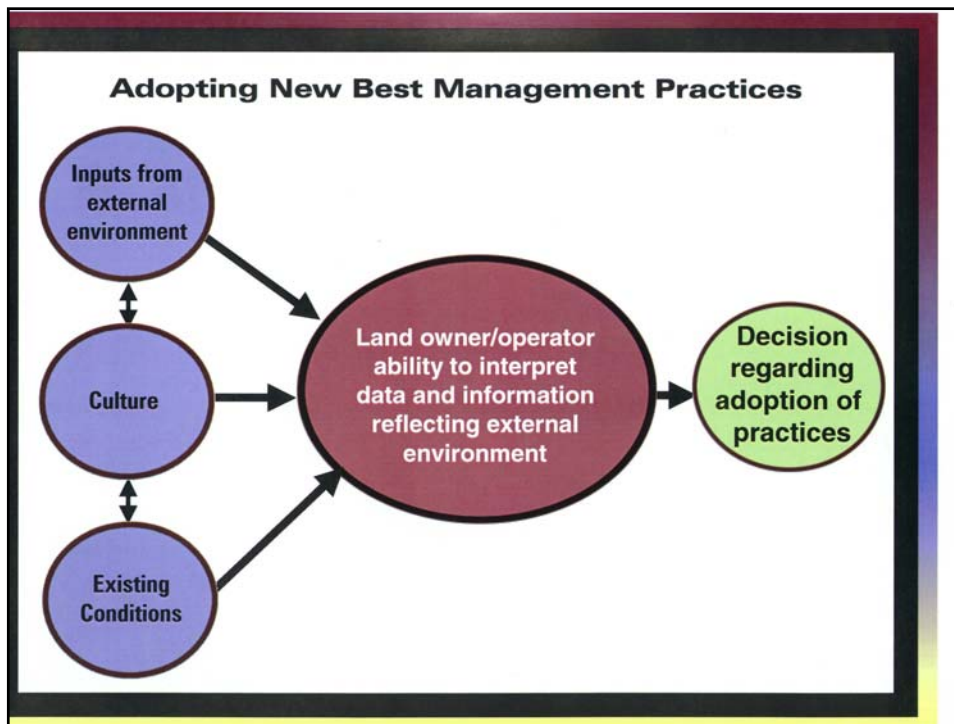 Adopting New Best Management Practices
Inputs from
external
environment
Culture
Existing
Conditions
Land owner/operator
ability to interpret
data and information
reflecting external
environment
Decision
regarding
adoption of
practices